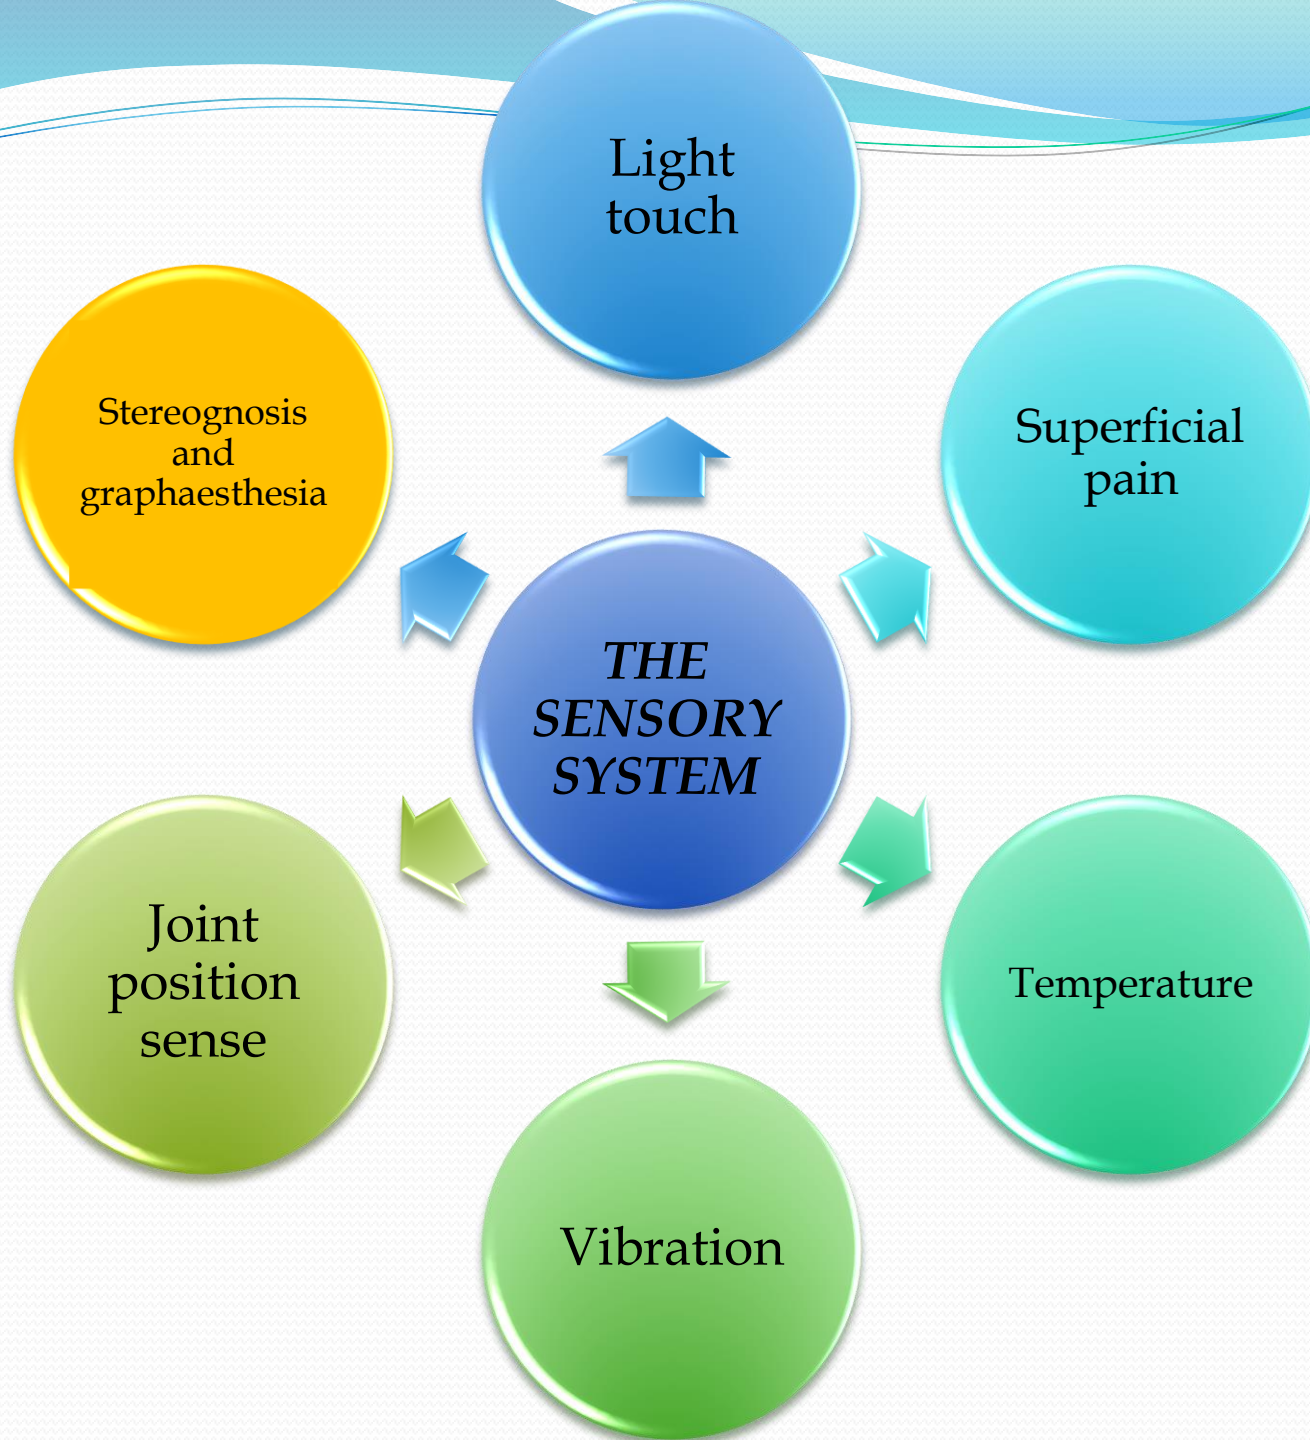 Light
touch
Stereognosis
and
graphaesthesia
Superficial
pain
THE
SENSORY
SYSTEM
Joint
position
sense
Temperature
Vibration